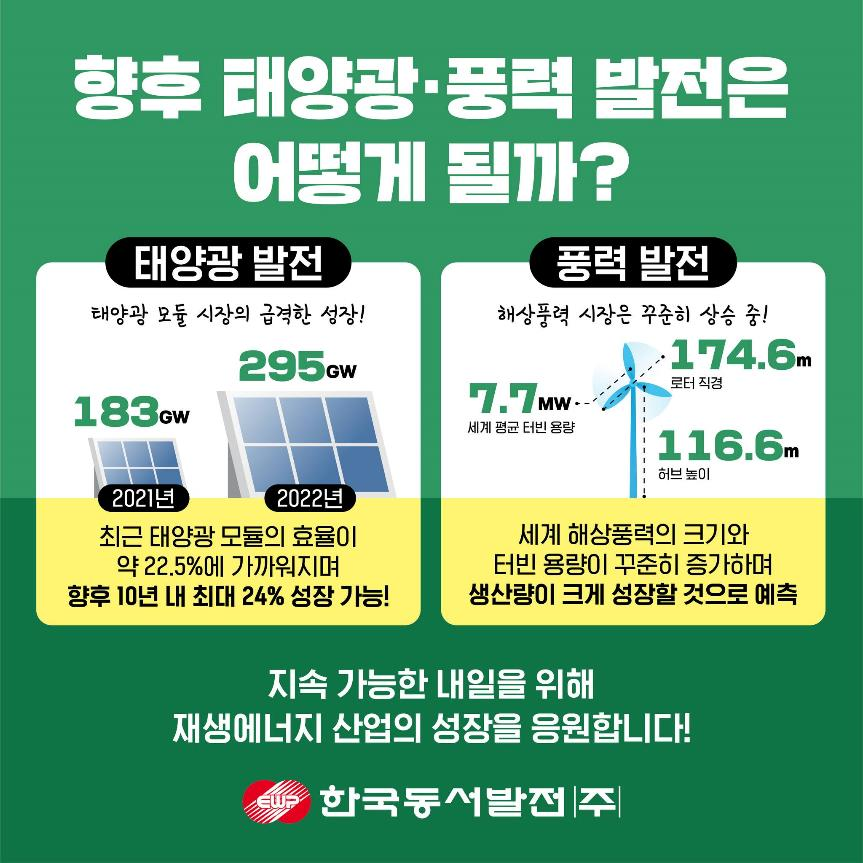 향후 태양광·풍력 발전은
어떻게 될까?
태양광 발전
태양광 모듈 시장의 급격한 성장!
295GW
183GW
2021년
2022년
최근 태양광 모듈의 효율이
약 22.5%에 가까워지며
향후 10년 내 최대 24% 성장 가능!
풍력 발전
해상풍력 시장은 꾸준히 상승 중!
174.6m
로터 직경
7.7MW
세계 평균 터빈 용량
116.6m
허브 높이
세계 해상풍력의 크기와
터빈 용량이 꾸준히 증가하며
생산량이 크게 성장할 것으로 예측
지속 가능한 내일을 위해
재생에너지 산업의 성장을 응원합니다!
EWP 한국동서발전|주|